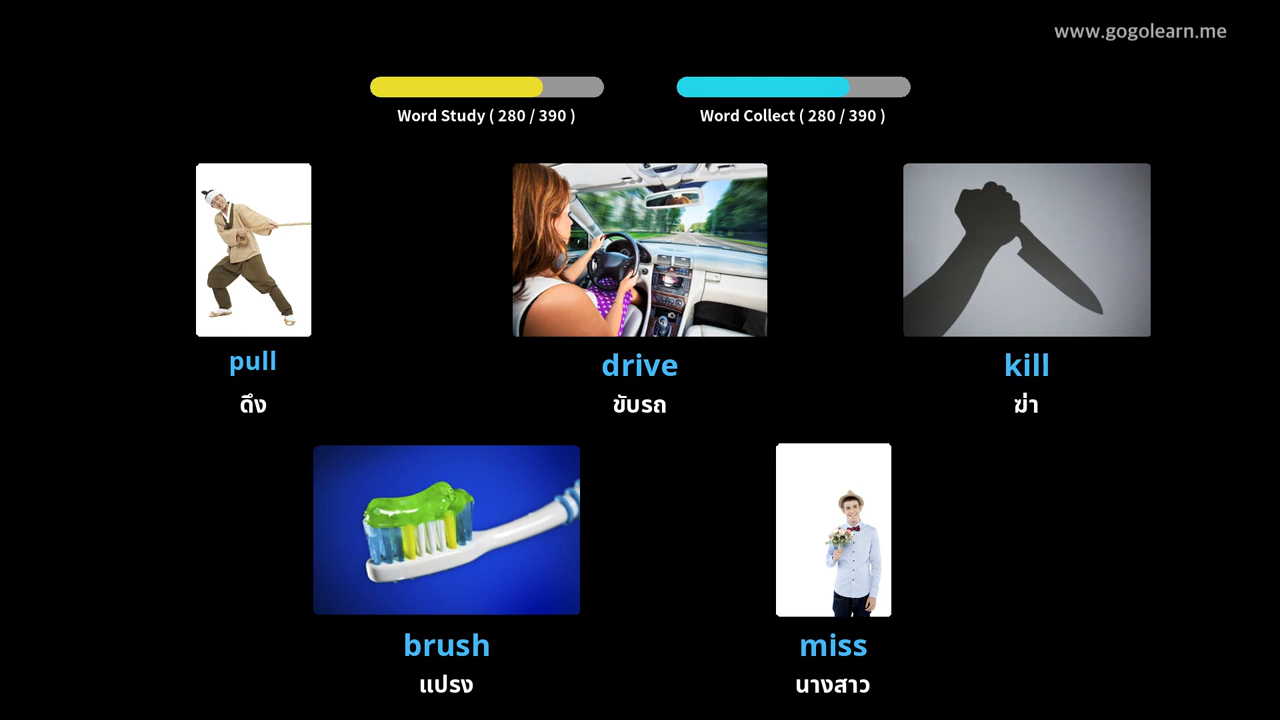 www.gogolearn.me
Word Study ( 280 / 390 )
Word Collect ( 280 / 390 )
pull
ดึง
drive
ขับรถ
kill
ฆ่า
brush
แปรง
miss
นางสาว